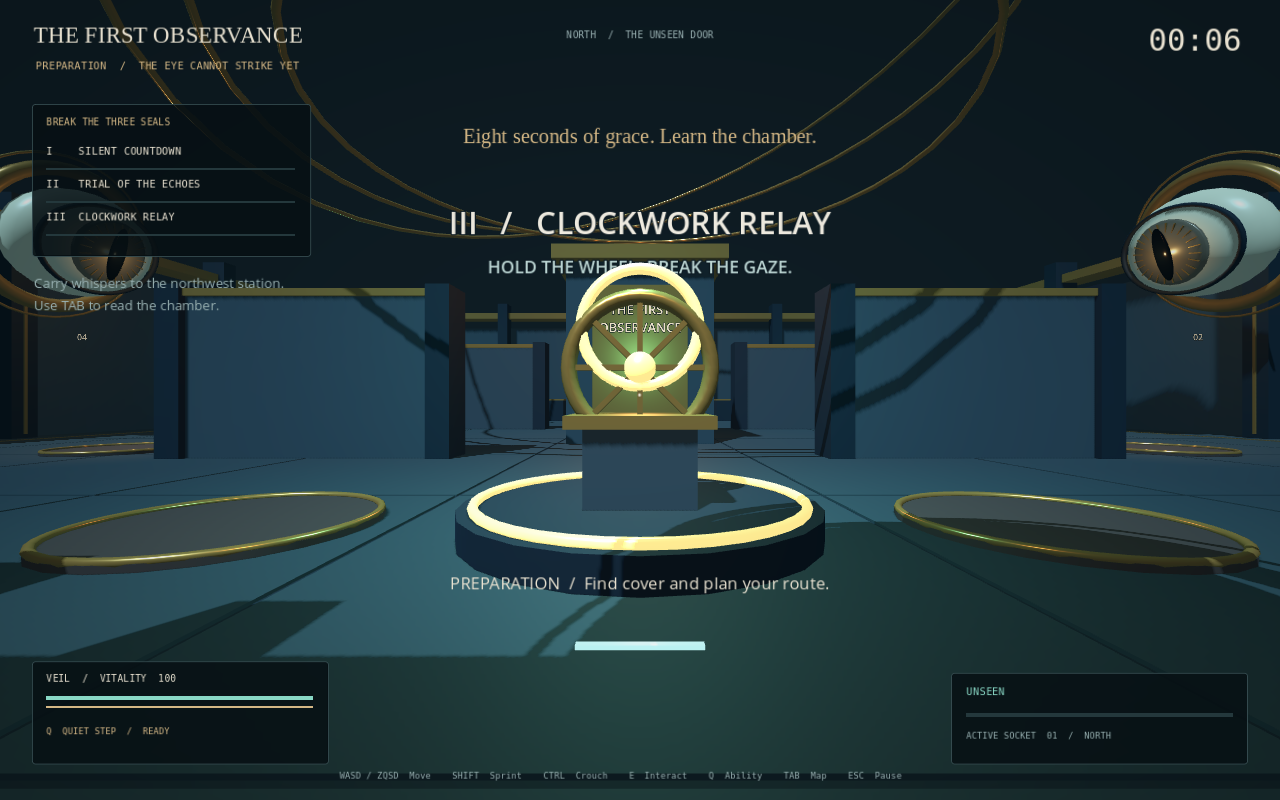 THE FIRST OBSERVANCE
PREPARATION / THE EYE CANNOT STRIKE YET
NORTH / THE UNSEEN DOOR
00:06
BREAK THE THREE SEALS
I SILENT COUNTDOWN
II TRIAL OF THE ECHOES
III CLOCKWORK RELAY
Carry whispers to the northwest station.
Use TAB to read the chamber.
Eight seconds of grace. Learn the chamber.
III / CLOCKWORK RELAY
HOLD THE WHEEL. BREAK THE GAZE.
THE FIRST
OBSERVANCE
04
02
PREPARATION / Find cover and plan your route.
VEIL / VITALITY 100
Q QUIET STEP / READY
UNSEEN
ACTIVE SOCKET 01 / NORTH
WASD / ZQSD Move SHIFT Sprint CTRL Crouch E Interact Q Ability TAB Map ESC Pause